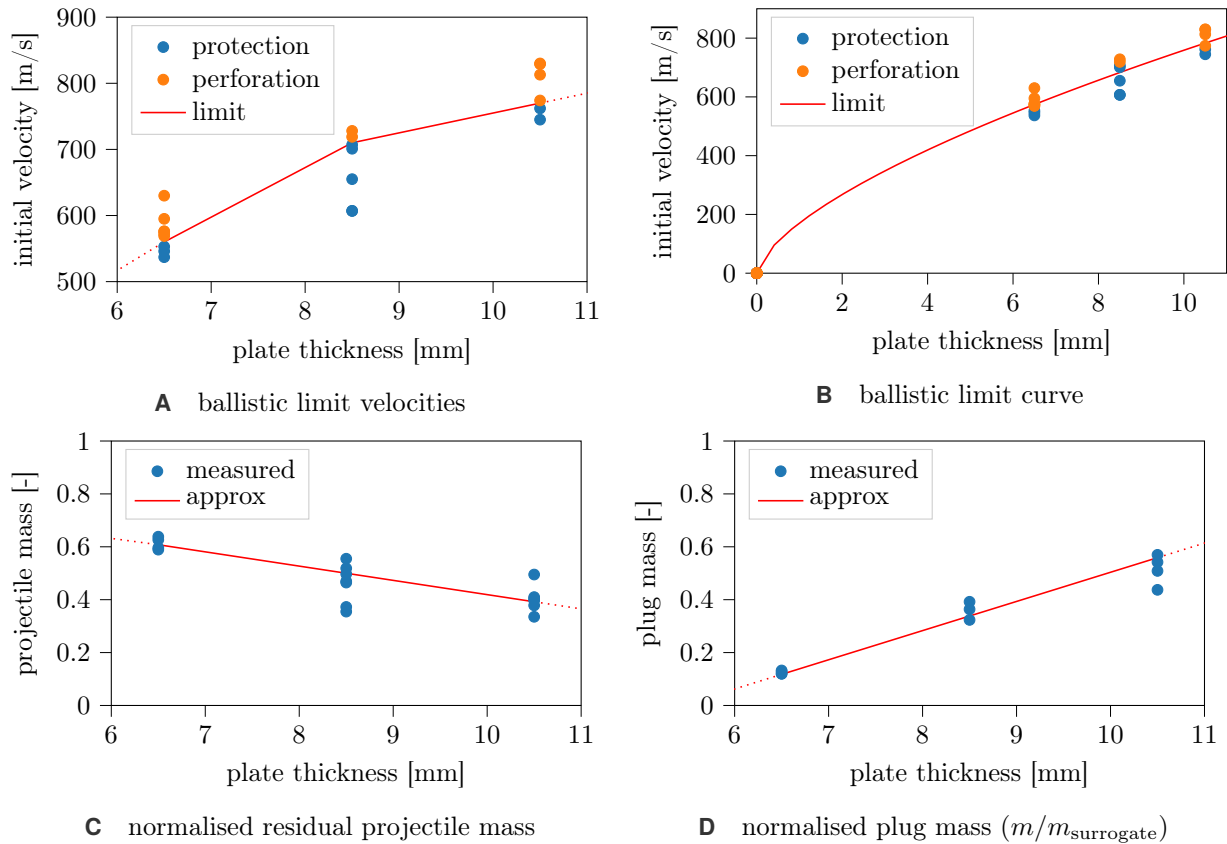 900
800
700
600
500
initial velocity [m/s]
protection
perforation
limit
6 7 8 9 10 11
plate thickness [mm]
A ballistic limit velocities
800
600
400
200
0
initial velocity [m/s]
protection
perforation
limit
0 2 4 6 8 10
plate thickness [mm]
B ballistic limit curve
1
0.8
0.6
0.4
0.2
0
projectile mass [-]
measured
approx
6 7 8 9 10 11
plate thickness [mm]
C normalised residual projectile mass
1
0.8
0.6
0.4
0.2
0
plug mass [-]
measured
approx
6 7 8 9 10 11
plate thickness [mm]
D normalised plug mass (m/m_surrogate)